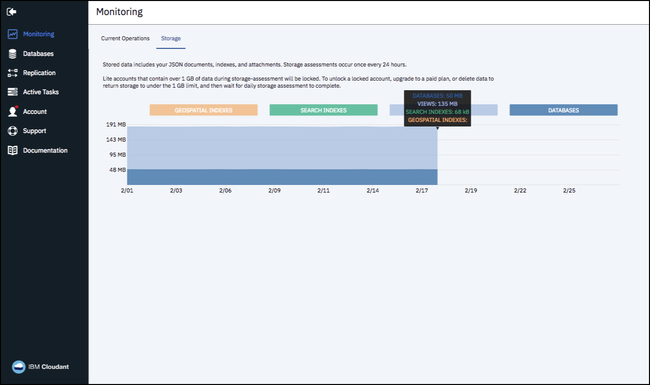 Monitoring
Monitoring
Databases
Replication
Active Tasks
Account
Support
Documentation
IBM Cloudant
Current Operations Storage
Stored data includes your JSON documents, indexes, and attachments. Storage assessments occur once every 24 hours.
Lite accounts that contain over 1 GB of data during storage-assessment will be locked. To unlock a locked account, upgrade to a paid plan, or delete data to
return storage to under the 1 GB limit, and then wait for daily storage assessment to complete.
GEOSPATIAL INDEXES SEARCH INDEXES DATABASES
DATABASES: 50 MB
VIEWS: 135 MB
SEARCH INDEXES: 68 kB
GEOSPATIAL INDEXES:
191 MB
143 MB
95 MB
48 MB
2/01 2/03 2/06 2/09 2/11 2/14 2/17 2/19 2/22 2/25